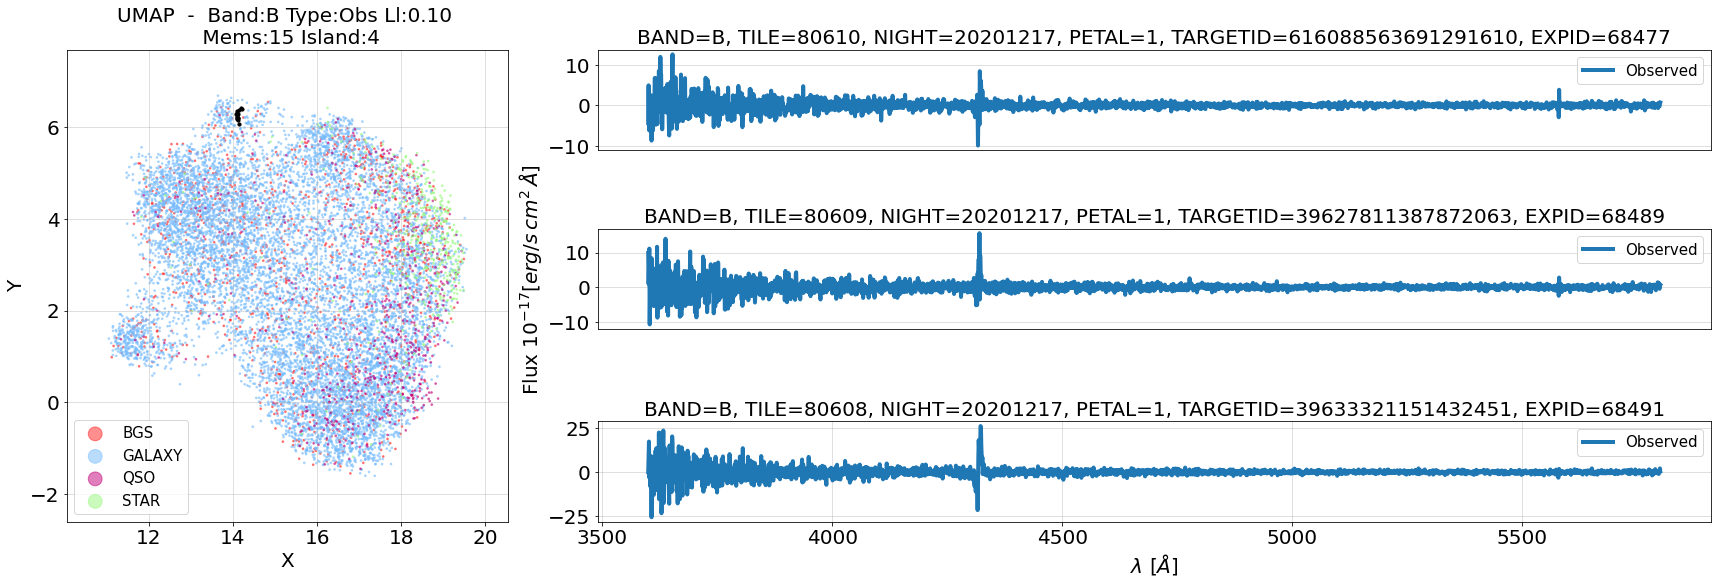 UMAP  -  Band:B Type:Obs Ll:0.10
Mems:15 Island:4
Y
6
4
2
0
−2
12
14
16
18
20
X
BGS
GALAXY
QSO
STAR
Flux 10⁻¹⁷[erg/s cm² Å]
BAND=B, TILE=80610, NIGHT=20201217, PETAL=1, TARGETID=616088563691291610, EXPID=68477
10
0
−10
Observed
BAND=B, TILE=80609, NIGHT=20201217, PETAL=1, TARGETID=39627811387872063, EXPID=68489
10
0
−10
Observed
BAND=B, TILE=80608, NIGHT=20201217, PETAL=1, TARGETID=39633321151432451, EXPID=68491
25
0
−25
Observed
3500
4000
4500
5000
5500
λ [Å]